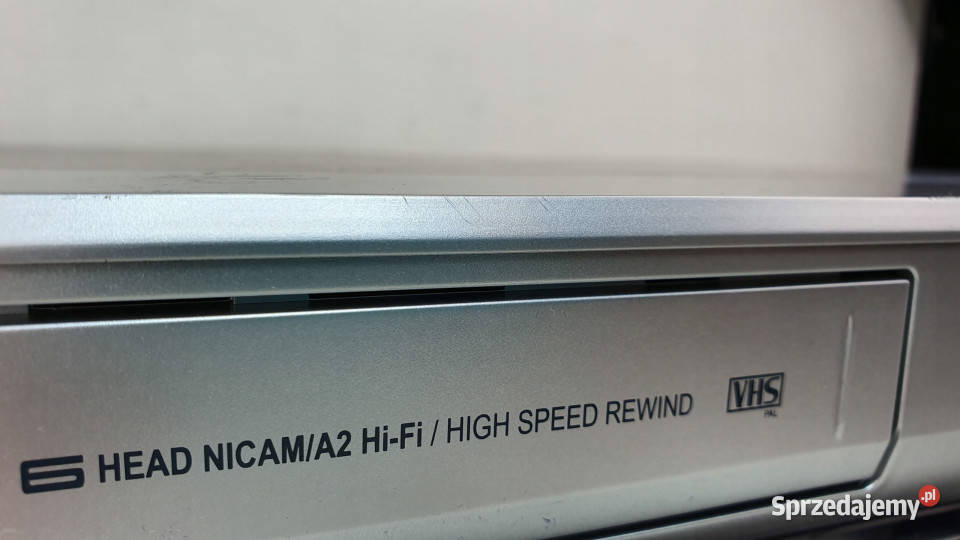 6 HEAD NICAM/A2 Hi-Fi / HIGH SPEED REWIND
VHS
PAL
Sprzedajemy.pl